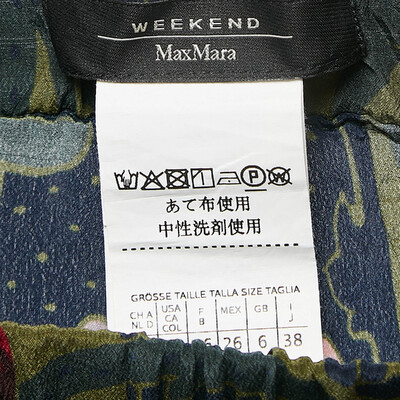 WEEKEND
MaxMara
あて布使用
中性洗剤使用
GRÖSSE TAILLE TALLA SIZE TAGLIA
CH A USA F MEX GB I
NL D CA B J
COL
6 26 6 38